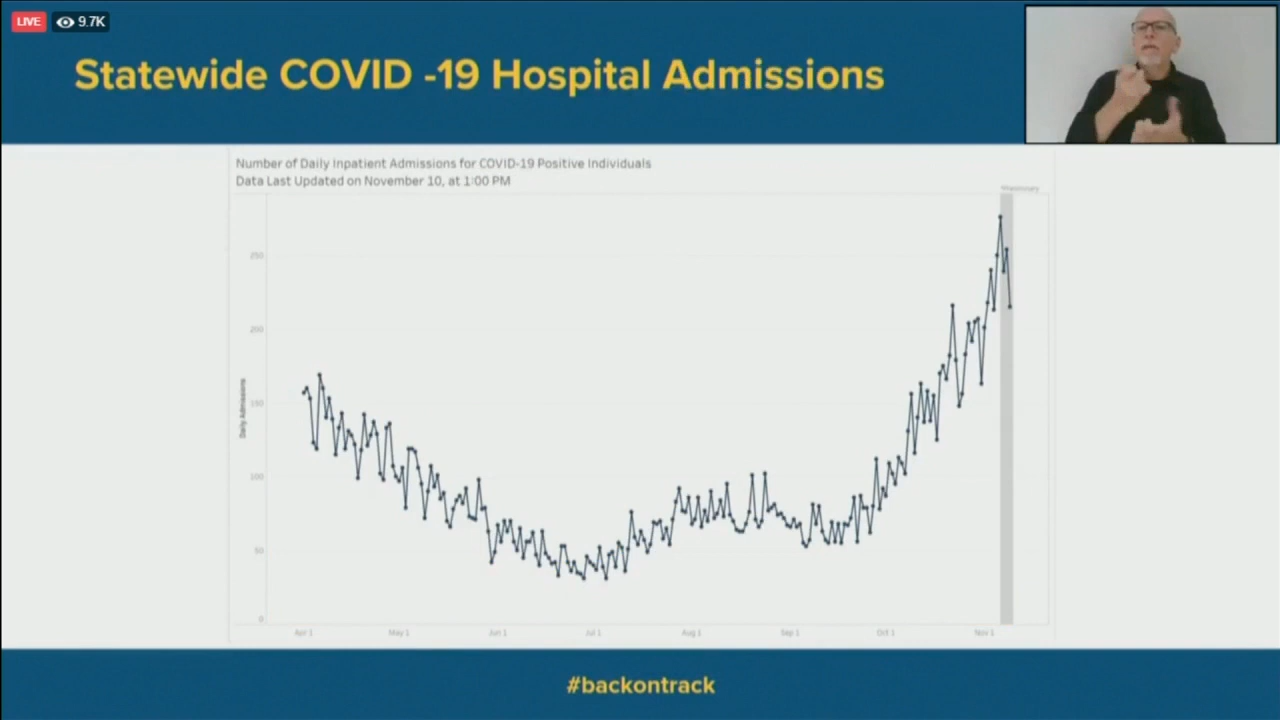 LIVE 9.7K
Statewide COVID -19 Hospital Admissions
Number of Daily Inpatient Admissions for COVID-19 Positive Individuals
Data Last Updated on November 10, at 1:00 PM
250
200
150
100
50
0
Daily Admissions
Apr 1 May 1 Jun 1 Jul 1 Aug 1 Sep 1 Oct 1 Nov 1
#backontrack